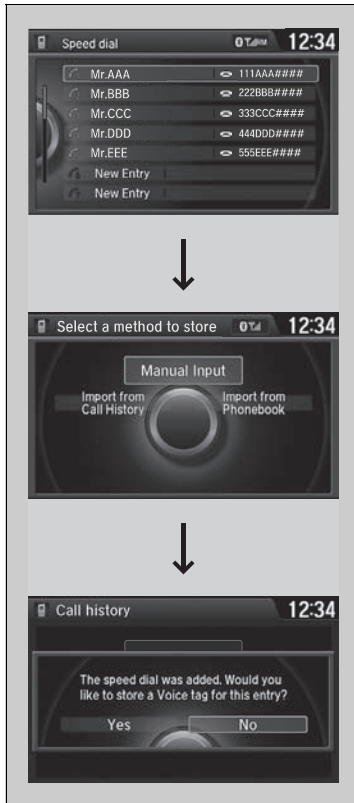 Speed dial 12:34
Mr.AAA 111AAA####
Mr.BBB 222BBB####
Mr.CCC 333CCC####
Mr.DDD 444DDD####
Mr.EEE 555EEE####
New Entry
New Entry
Select a method to store 12:34
Manual Input
Import from Import from
Call History Phonebook
Call history 12:34
The speed dial was added. Would you
like to store a Voice tag for this entry?
Yes No